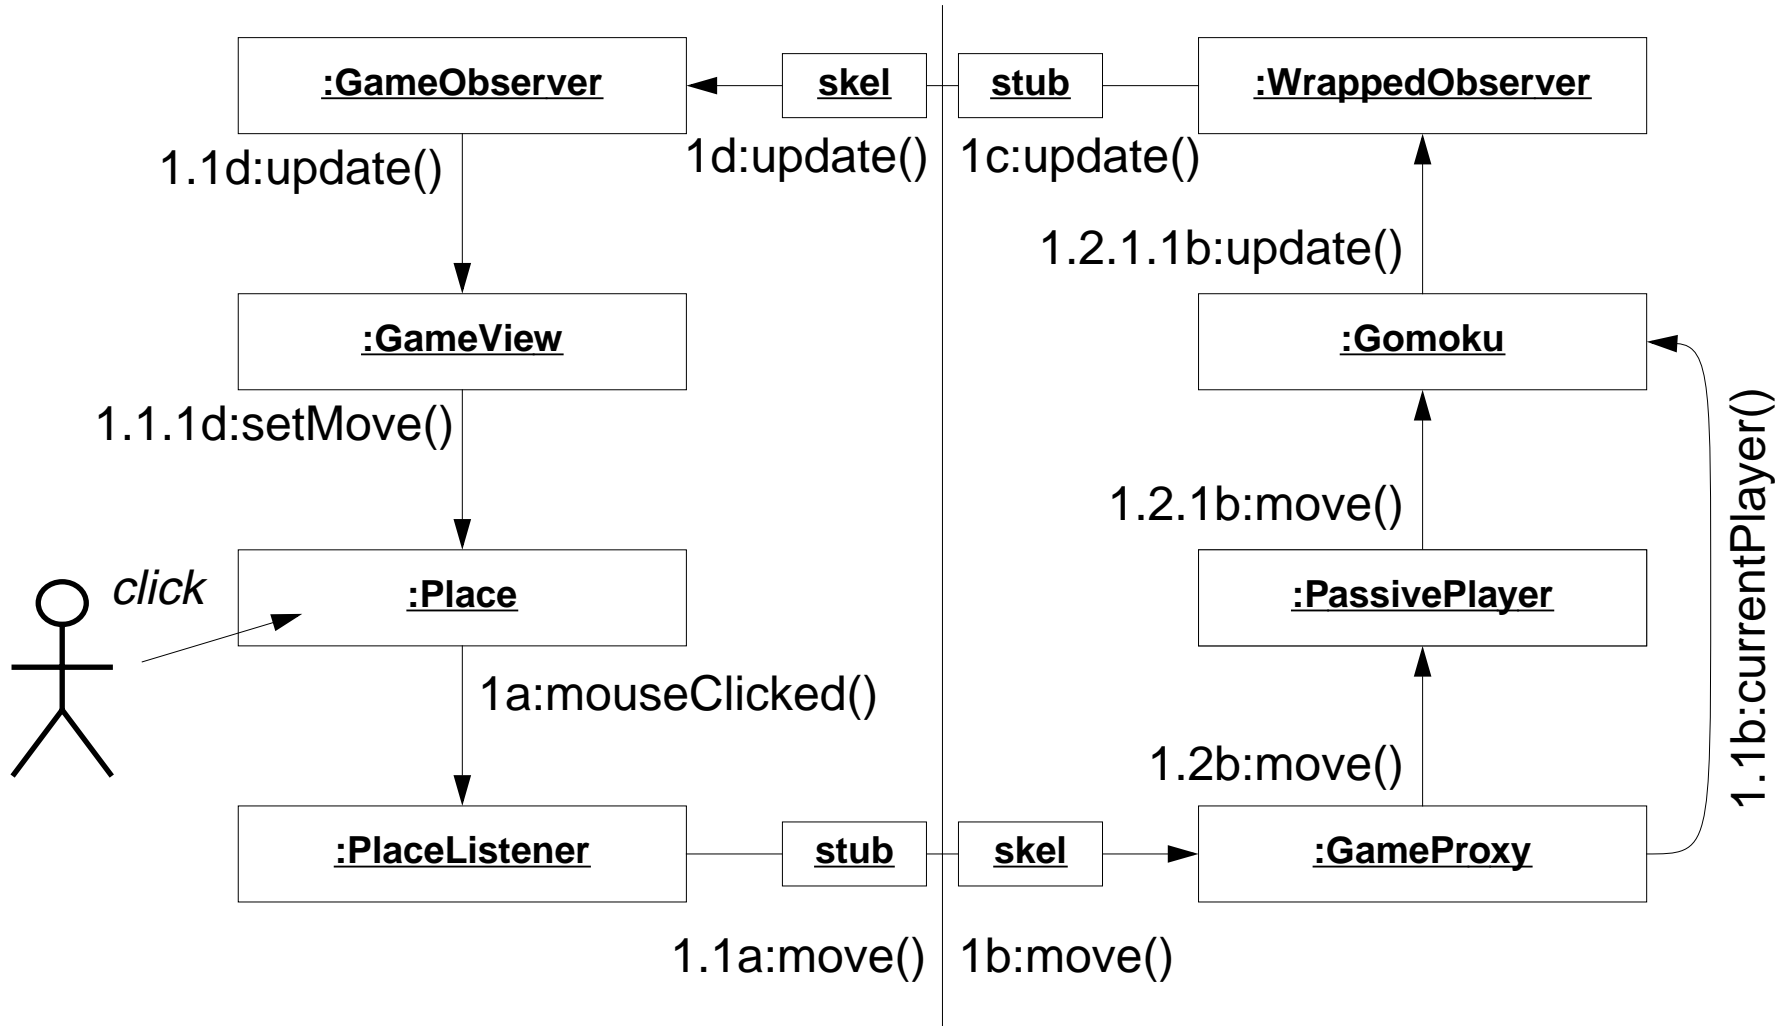 :GameObserver
skel
stub
:WrappedObserver
1.1d:update()
1d:update()
1c:update()
1.2.1.1b:update()
:GameView
:Gomoku
1.1.1d:setMove()
1.2.1b:move()
1.1b:currentPlayer()
click
:Place
:PassivePlayer
1a:mouseClicked()
1.2b:move()
:PlaceListener
stub
skel
:GameProxy
1.1a:move()
1b:move()